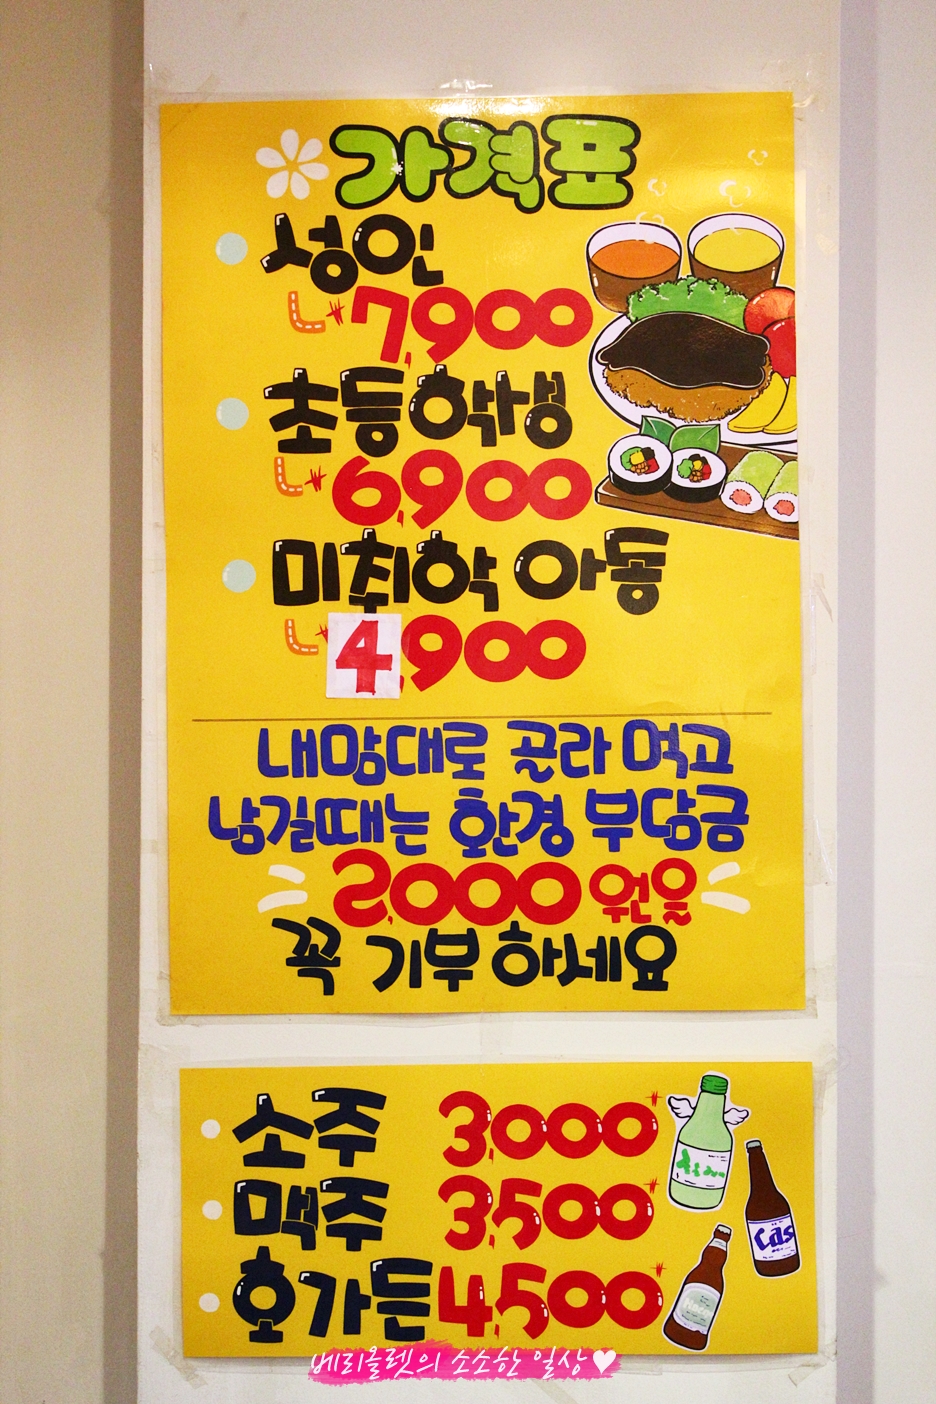 가격표
성인
₩7,900
초등학생
₩6,900
미취학 아동
₩4,900
내맘대로 골라 먹고
남길때는 환경 부담금
2,000 원을
꼭 기부 하세요
소주 3,000
맥주 3,500
호가든 4,500
Cas
베리올렛의 소소한 일상♥